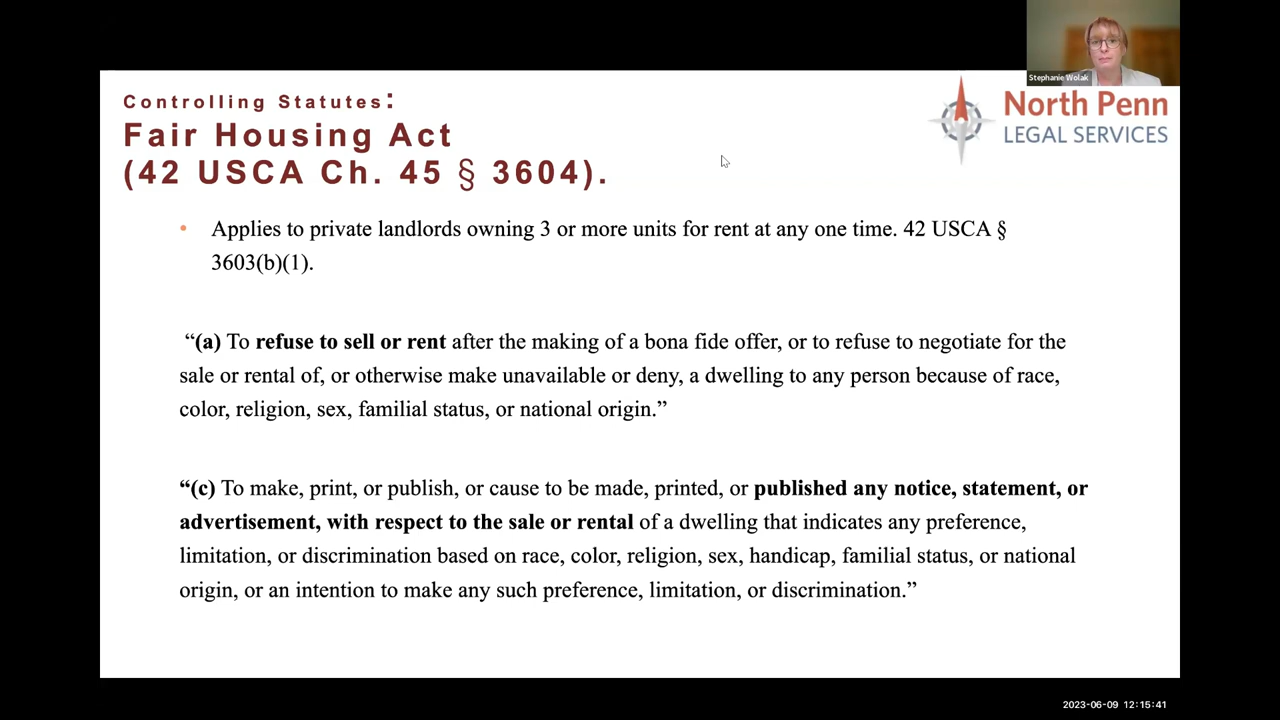 Stephanie Wolak
Controlling Statutes:
Fair Housing Act
(42 USCA Ch. 45 § 3604).
North Penn
LEGAL SERVICES
• Applies to private landlords owning 3 or more units for rent at any one time. 42 USCA §
3603(b)(1).
“(a) To refuse to sell or rent after the making of a bona fide offer, or to refuse to negotiate for the
sale or rental of, or otherwise make unavailable or deny, a dwelling to any person because of race,
color, religion, sex, familial status, or national origin.”
“(c) To make, print, or publish, or cause to be made, printed, or published any notice, statement, or
advertisement, with respect to the sale or rental of a dwelling that indicates any preference,
limitation, or discrimination based on race, color, religion, sex, handicap, familial status, or national
origin, or an intention to make any such preference, limitation, or discrimination.”
2023-06-09 12:15:41